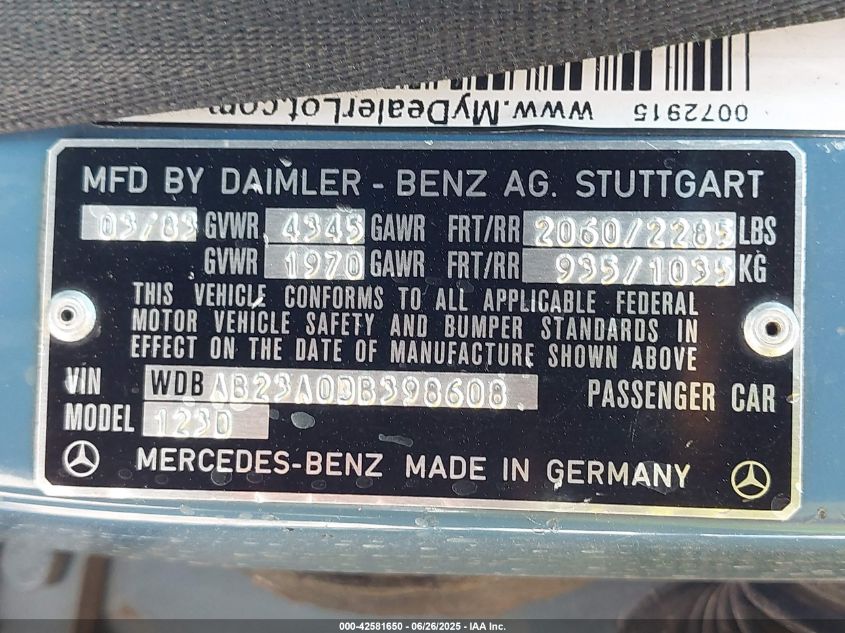 0072915
www.MyDealerLot.com
MFD BY DAIMLER - BENZ AG. STUTTGART
03/83 GVWR 4345 GAWR FRT/RR 2060/2285 LBS
GVWR 1970 GAWR FRT/RR 935/1035 KG
THIS VEHICLE CONFORMS TO ALL APPLICABLE FEDERAL
MOTOR VEHICLE SAFETY AND BUMPER STANDARDS IN
EFFECT ON THE DATE OF MANUFACTURE SHOWN ABOVE
VIN WDBAB23A0DB398608 PASSENGER CAR
MODEL 123D
MERCEDES-BENZ MADE IN GERMANY
000-42581650 - 06/26/2025 - IAA Inc.